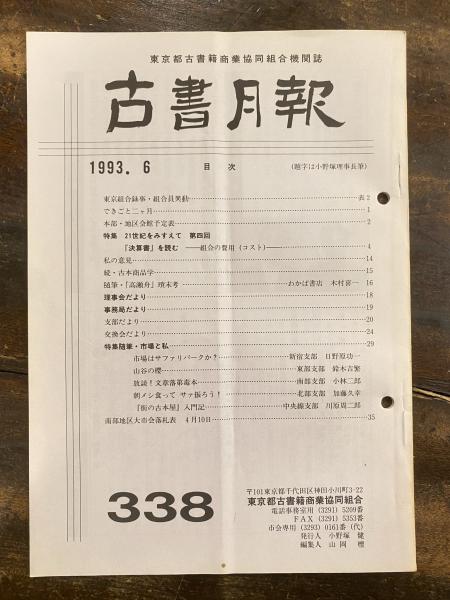 東京都古書籍商業協同組合機関誌
古書月報
1993. 6 目次 (題字は小野塚理事長筆)
東京組合録事・組合員異動……表2
できごと二ヶ月……1
本部・地区会館予定表……2
特集 21世紀をみすえて 第四回
「決算書」を読む ——組合の費用(コスト)——……4
私の意見……14
続・古本商品学……15
随筆・『高瀬舟』瑣末考……わかば書店 木村喜一 16
理事会だより……18
事務局だより……19
支部だより……20
交換会だより……24
特集随筆・市場と私……29
市場はサファリパークか?……新宿支部 日野原功一
山谷の櫻……東部支部 鈴木吉繁
放談!文章落第毒本……南部支部 小林二郎
朝メシ食って サァ振ろう!……北部支部 加藤久幸
『街の古本屋』入門記……中央線支部 川原周二郎
南部地区大市会落札表 4月10日……35
338
〒101東京都千代田区神田小川町3-22
東京都古書籍商業協同組合
電話事務室用 (3291) 5209番
FAX (3291) 5353番
市会専用 (3293) 0161番(代)
発行人 小野塚 健
編集人 山岡 檀